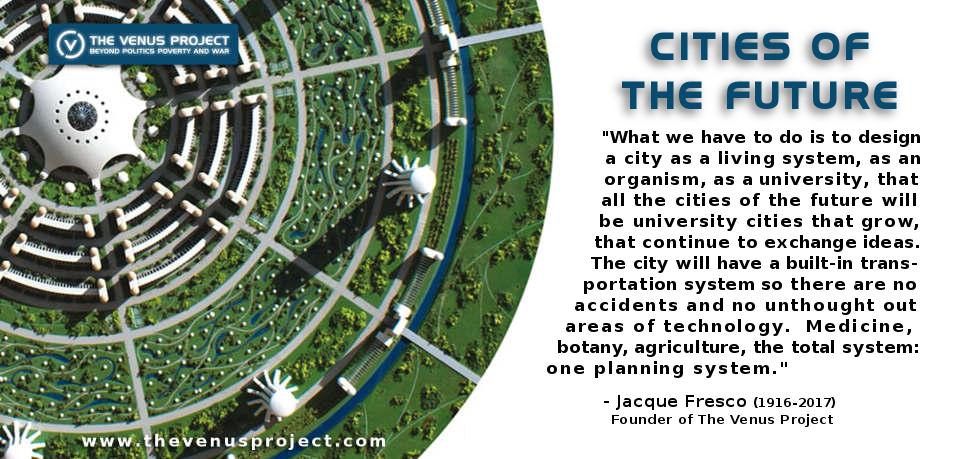 THE VENUS PROJECT
BEYOND POLITICS POVERTY AND WAR
CITIES OF
THE FUTURE
"What we have to do is to design
a city as a living system, as an
organism, as a university, that
all the cities of the future will
be university cities that grow,
that continue to exchange ideas.
The city will have a built-in trans-
portation system so there are no
accidents and no unthought out
areas of technology. Medicine,
botany, agriculture, the total system:
one planning system."
- Jacque Fresco (1916-2017)
Founder of The Venus Project
www.thevenusproject.com